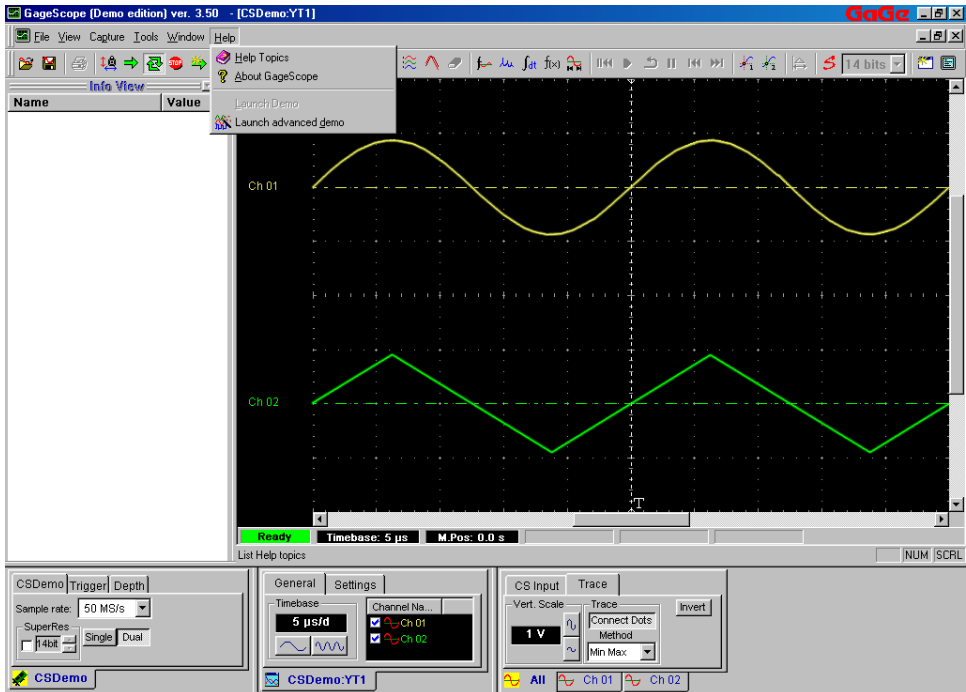 GageScope (Demo edition) ver. 3.50 - [CSDemo:YT1]
GaGe
File View Capture Tools Window Help
Help Topics
About GageScope
Launch Demo
Launch advanced demo
STOP
∫dt f(x)
14 bits
Info View
Name Value
Ch 01
Ch 02
T
Ready Timebase: 5 µs M.Pos: 0.0 s
List Help topics
NUM SCRL
CSDemo Trigger Depth
Sample rate: 50 MS/s
SuperRes
14bit
Single Dual
CSDemo
General Settings
Timebase
5 µs/d
Channel Na...
Ch 01
Ch 02
CSDemo:YT1
CS Input Trace
Vert. Scale
1 V
Trace
Connect Dots
Method
Min Max
Invert
All Ch 01 Ch 02